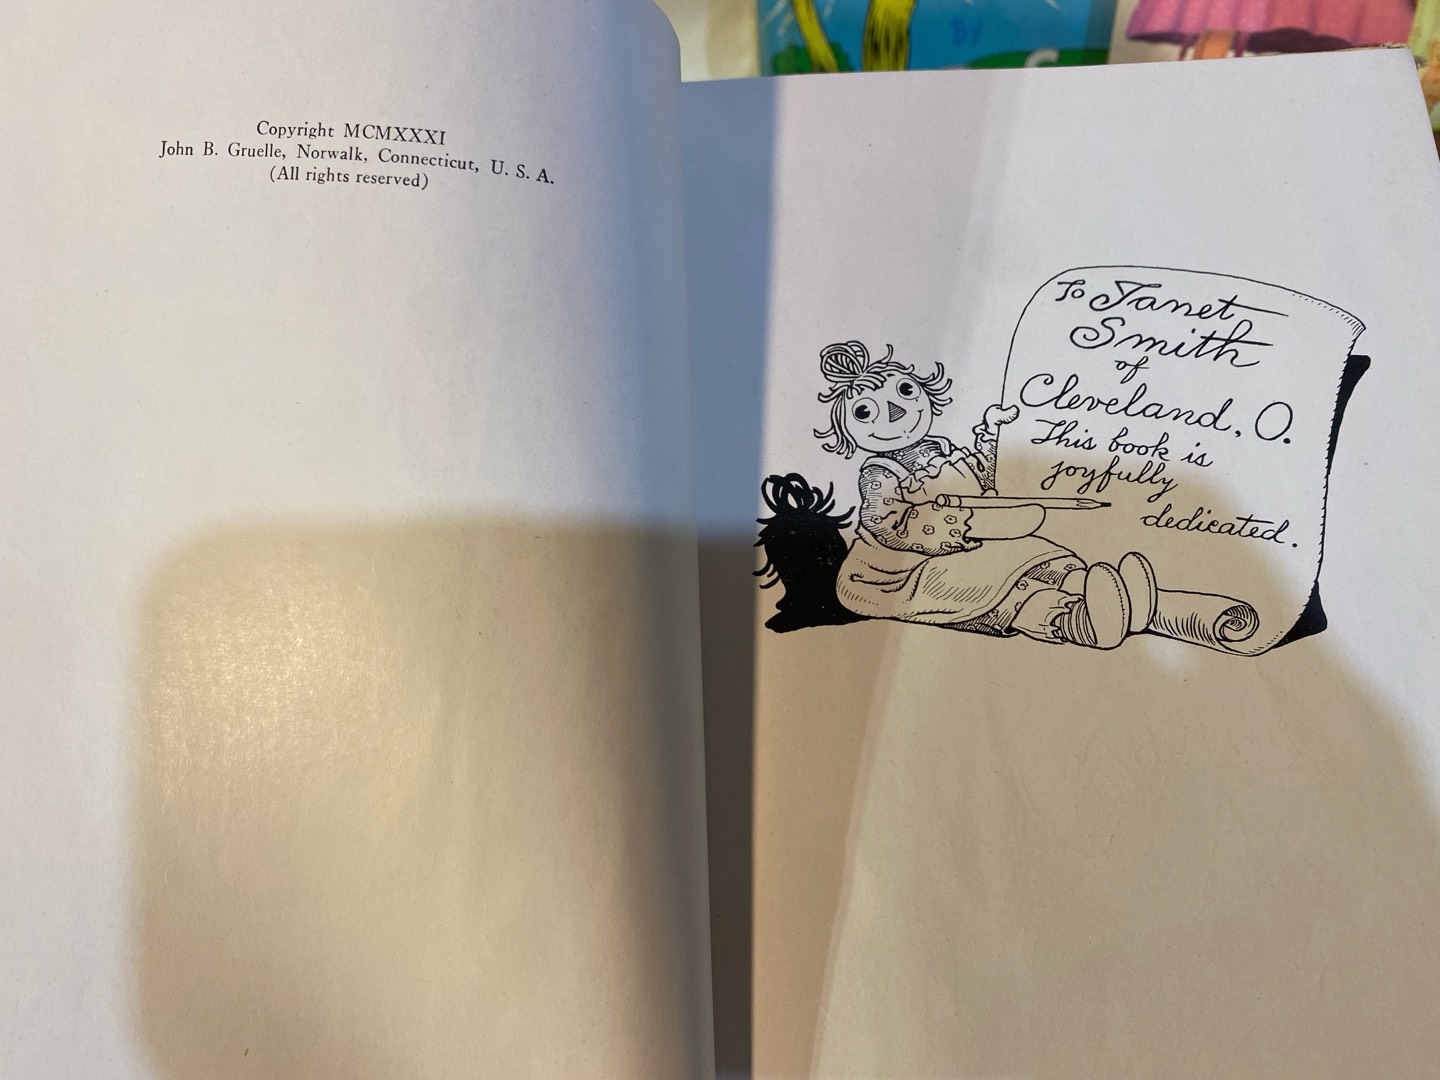 BY
Copyright MCMXXXI
John B. Gruelle, Norwalk, Connecticut, U. S. A.
(All rights reserved)
To Janet
Smith
of
Cleveland, O.
This book is
joyfully
dedicated.